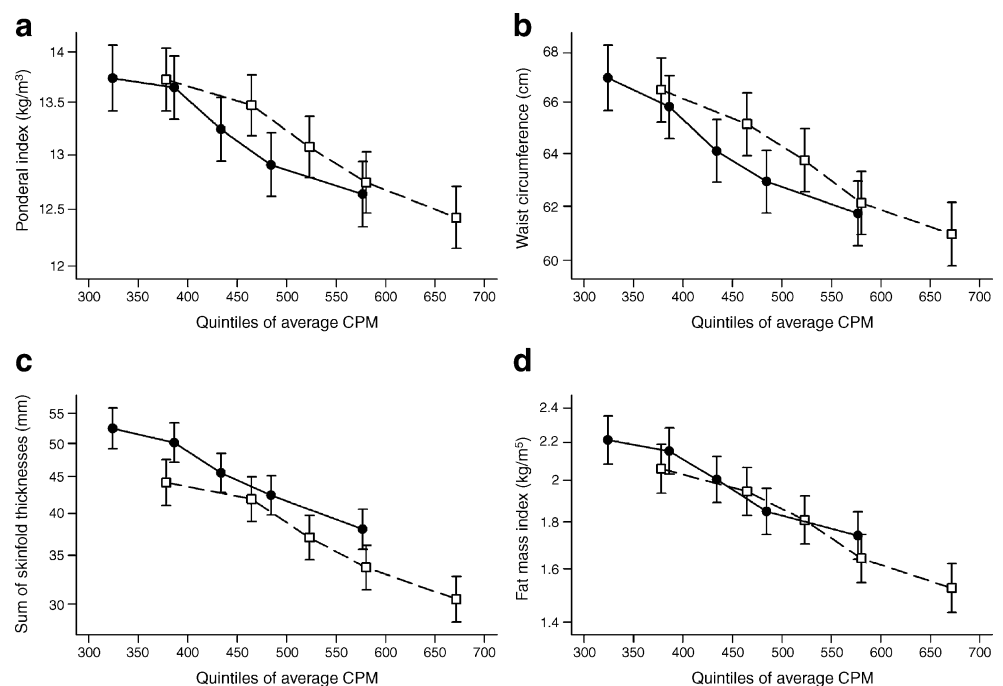 a
Ponderal index (kg/m³)
14
13.5
13
12.5
12
300 350 400 450 500 550 600 650 700
Quintiles of average CPM
b
Waist circumference (cm)
68
66
64
62
60
300 350 400 450 500 550 600 650 700
Quintiles of average CPM
c
Sum of skinfold thicknesses (mm)
55
50
45
40
35
30
300 350 400 450 500 550 600 650 700
Quintiles of average CPM
d
Fat mass index (kg/m⁵)
2.4
2.2
2
1.8
1.6
1.4
300 350 400 450 500 550 600 650 700
Quintiles of average CPM